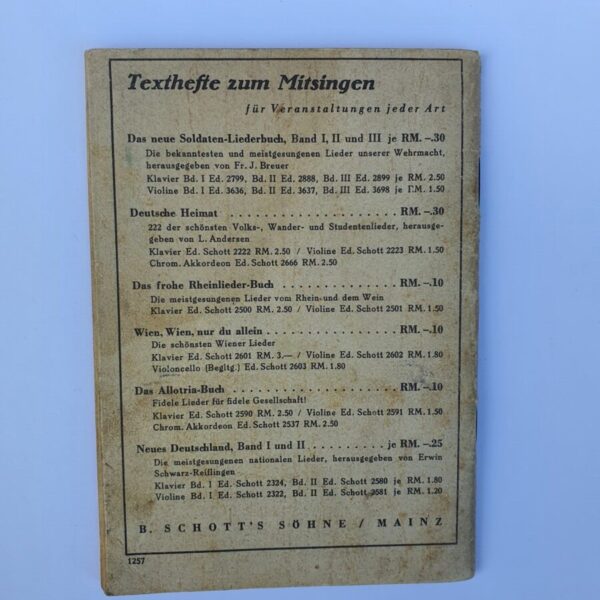 Texthefte zum Mitsingen
für Veranstaltungen jeder Art
Das neue Soldaten-Liederbuch, Band I, II und III je RM. –.30
Die bekanntesten und meistgesungenen Lieder unserer Wehrmacht,
herausgegeben von Fr. J. Breuer
Klavier Bd. I Ed. 2799, Bd. II Ed. 2888, Bd. III Ed. 2899 je RM. 2.50
Violine Bd. I Ed. 3636, Bd. II Ed. 3637, Bd. III Ed. 3698 je RM. 1.50
Deutsche Heimat . . . . . . . . . . . . . . . . . . . . RM. –.30
222 der schönsten Volks-, Wander- und Studentenlieder, herausge-
geben von L. Andersen
Klavier Ed. Schott 2222 RM. 2.50 / Violine Ed. Schott 2223 RM. 1.50
Chrom. Akkordeon Ed. Schott 2666 RM. 2.50
Das frohe Rheinlieder-Buch . . . . . . . . . . . . . . RM. –.10
Die meistgesungenen Lieder vom Rhein und dem Wein
Klavier Ed. Schott 2500 RM. 2.50 / Violine Ed. Schott 2501 RM. 1.50
Wien, Wien, nur du allein . . . . . . . . . . . . . . . . RM. –.10
Die schönsten Wiener Lieder
Klavier Ed. Schott 2601 RM. 3.— / Violine Ed. Schott 2602 RM. 1.80
Violoncello (Begltg.) Ed. Schott 2603 RM. 1.80
Das Allotria-Buch . . . . . . . . . . . . . . . . . . . . RM. –.10
Fidele Lieder für fidele Gesellschaft!
Klavier Ed. Schott 2590 RM. 2.50 / Violine Ed. Schott 2591 RM. 1.50
Chrom. Akkordeon Ed. Schott 2537 RM. 2.50
Neues Deutschland, Band I und II . . . . . . . . . . je RM. –.25
Die meistgesungenen nationalen Lieder, herausgegeben von Erwin
Schwarz-Reiflingen
Klavier Bd. I Ed. Schott 2324, Bd. II Ed. Schott 2580 je RM. 1.80
Violine Bd. I Ed. Schott 2322, Bd. II Ed. Schott 2581 je RM. 1.20
B. SCHOTT'S SÖHNE / MAINZ
1257